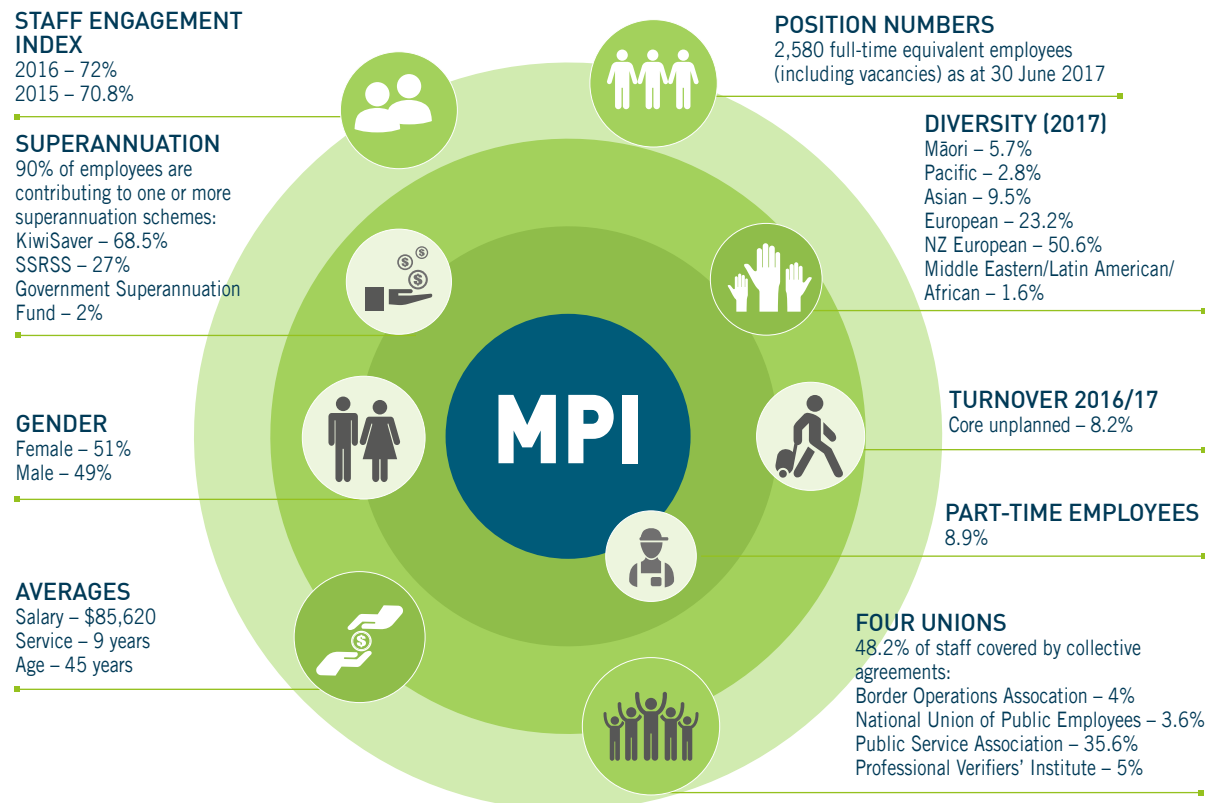 STAFF ENGAGEMENT
INDEX
2016 – 72%
2015 – 70.8%
SUPERANNUATION
90% of employees are
contributing to one or more
superannuation schemes:
KiwiSaver – 68.5%
SSRSS – 27%
Government Superannuation
Fund – 2%
GENDER
Female – 51%
Male – 49%
AVERAGES
Salary – $85,620
Service – 9 years
Age – 45 years
MPI
POSITION NUMBERS
2,580 full-time equivalent employees
(including vacancies) as at 30 June 2017
DIVERSITY (2017)
Māori – 5.7%
Pacific – 2.8%
Asian – 9.5%
European – 23.2%
NZ European – 50.6%
Middle Eastern/Latin American/
African – 1.6%
TURNOVER 2016/17
Core unplanned – 8.2%
PART-TIME EMPLOYEES
8.9%
FOUR UNIONS
48.2% of staff covered by collective
agreements:
Border Operations Assocation – 4%
National Union of Public Employees – 3.6%
Public Service Association – 35.6%
Professional Verifiers' Institute – 5%